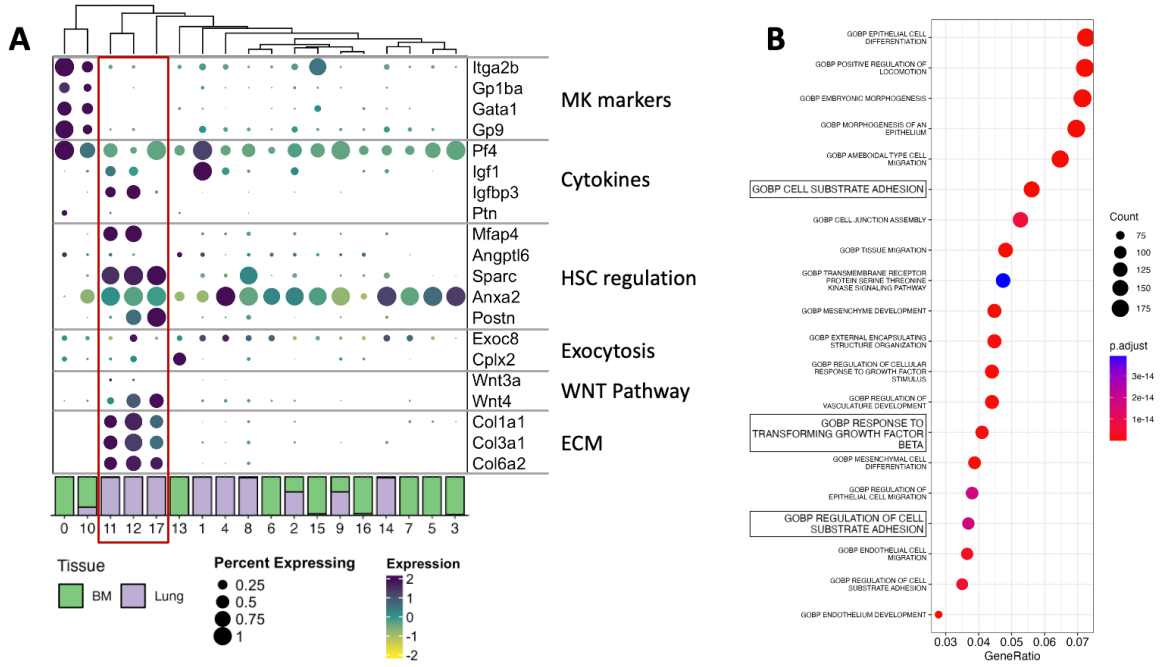 A
Itga2b
Gp1ba
Gata1
Gp9
MK markers
Pf4
Igf1
Igfbp3
Ptn
Cytokines
Mfap4
Angptl6
Sparc
Anxa2
Postn
HSC regulation
Exoc8
Cplx2
Exocytosis
Wnt3a
Wnt4
WNT Pathway
Col1a1
Col3a1
Col6a2
ECM
0 10 11 12 17 13 1 4 8 6 2 15 9 16 14 7 5 3
Tissue
BM Lung
Percent Expressing
0.25
0.5
0.75
1
Expression
2
1
0
-1
-2
B
GOBP EPITHELIAL CELL
DIFFERENTIATION
GOBP POSITIVE REGULATION OF
LOCOMOTION
GOBP EMBRYONIC MORPHOGENESIS
GOBP MORPHOGENESIS OF AN
EPITHELIUM
GOBP AMEBOIDAL TYPE CELL
MIGRATION
GOBP CELL SUBSTRATE ADHESION
GOBP CELL JUNCTION ASSEMBLY
GOBP TISSUE MIGRATION
GOBP TRANSMEMBRANE RECEPTOR
PROTEIN SERINE THREONINE
KINASE SIGNALING PATHWAY
GOBP MESENCHYME DEVELOPMENT
GOBP EXTERNAL ENCAPSULATING
STRUCTURE ORGANIZATION
GOBP REGULATION OF CELLULAR
RESPONSE TO GROWTH FACTOR
STIMULUS
GOBP REGULATION OF
VASCULATURE DEVELOPMENT
GOBP RESPONSE TO
TRANSFORMING GROWTH FACTOR
BETA
GOBP MESENCHYMAL CELL
DIFFERENTIATION
GOBP REGULATION OF
EPITHELIAL CELL MIGRATION
GOBP REGULATION OF CELL
SUBSTRATE ADHESION
GOBP ENDOTHELIAL CELL
MIGRATION
GOBP REGULATION OF CELL
SUBSTRATE ADHESION
GOBP ENDOTHELIUM DEVELOPMENT
0.03 0.04 0.05 0.06 0.07
GeneRatio
Count
75
100
125
150
175
p.adjust
3e-14
2e-14
1e-14